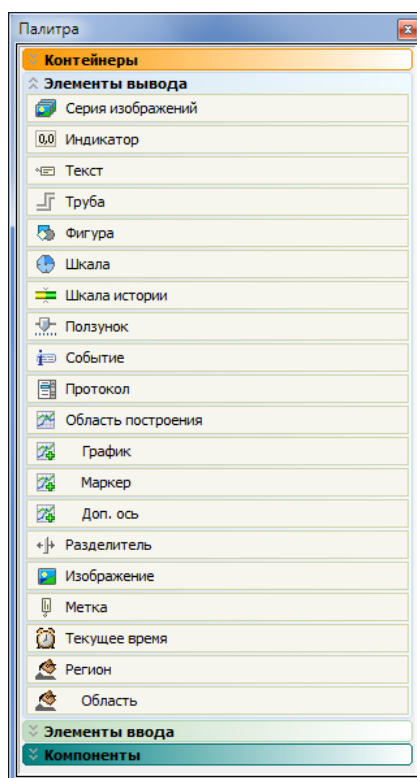 Палитра
Контейнеры
Элементы вывода
Серия изображений
0,0 Индикатор
Текст
Труба
Фигура
Шкала
Шкала истории
Ползунок
Событие
Протокол
Область построения
График
Маркер
Доп. ось
Разделитель
Изображение
Метка
Текущее время
Регион
Область
Элементы ввода
Компоненты